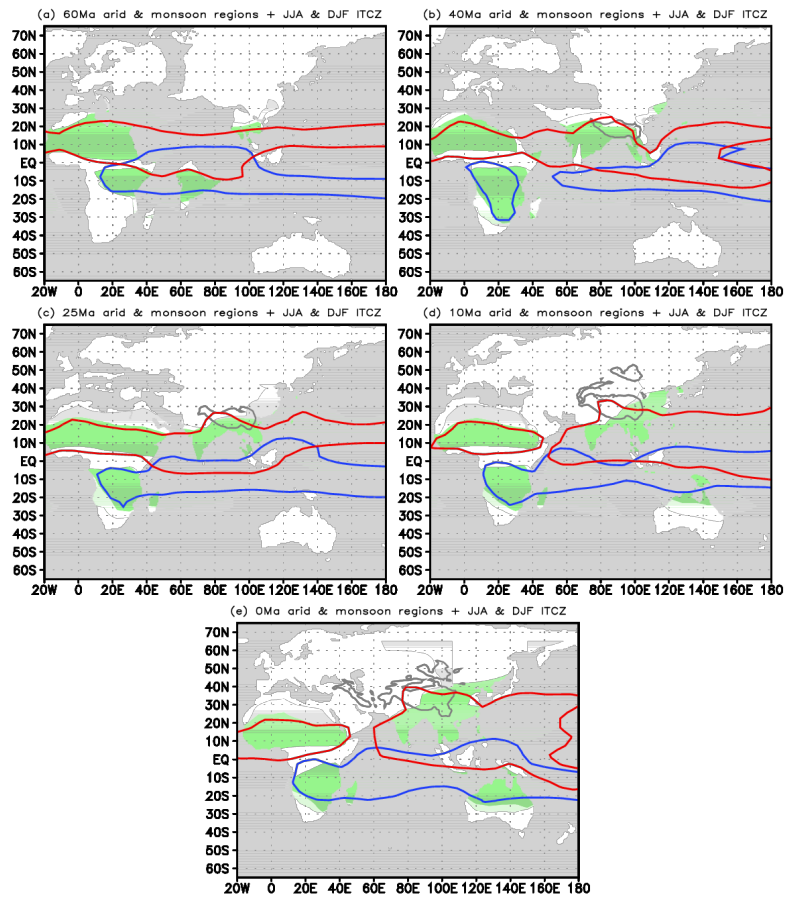 (a) 60Ma arid & monsoon regions + JJA & DJF ITCZ
70N
60N
50N
40N
30N
20N
10N
EQ
10S
20S
30S
40S
50S
60S
20W 0 20E 40E 60E 80E 100E 120E 140E 160E 180
(b) 40Ma arid & monsoon regions + JJA & DJF ITCZ
70N
60N
50N
40N
30N
20N
10N
EQ
10S
20S
30S
40S
50S
60S
20W 0 20E 40E 60E 80E 100E 120E 140E 160E 180
(c) 25Ma arid & monsoon regions + JJA & DJF ITCZ
70N
60N
50N
40N
30N
20N
10N
EQ
10S
20S
30S
40S
50S
60S
20W 0 20E 40E 60E 80E 100E 120E 140E 160E 180
(d) 10Ma arid & monsoon regions + JJA & DJF ITCZ
70N
60N
50N
40N
30N
20N
10N
EQ
10S
20S
30S
40S
50S
60S
20W 0 20E 40E 60E 80E 100E 120E 140E 160E 180
(e) 0Ma arid & monsoon regions + JJA & DJF ITCZ
70N
60N
50N
40N
30N
20N
10N
EQ
10S
20S
30S
40S
50S
60S
20W 0 20E 40E 60E 80E 100E 120E 140E 160E 180